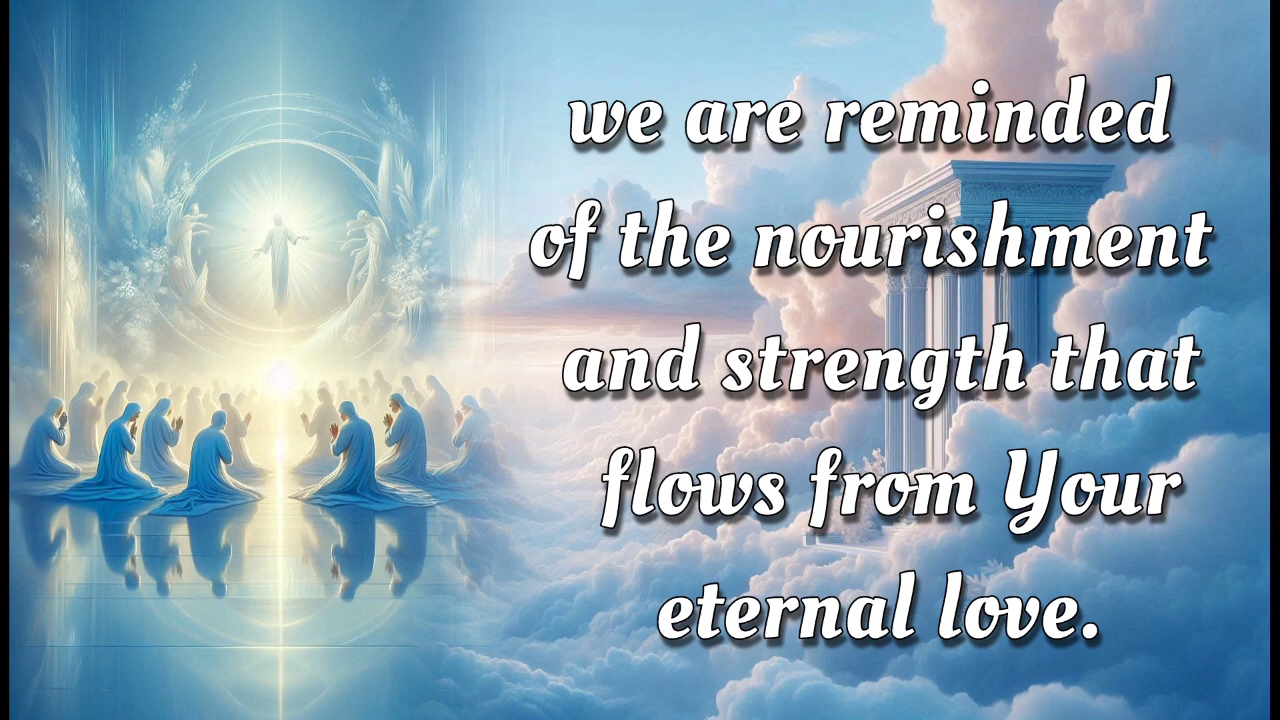 we are reminded
of the nourishment
and strength that
flows from Your
eternal love.